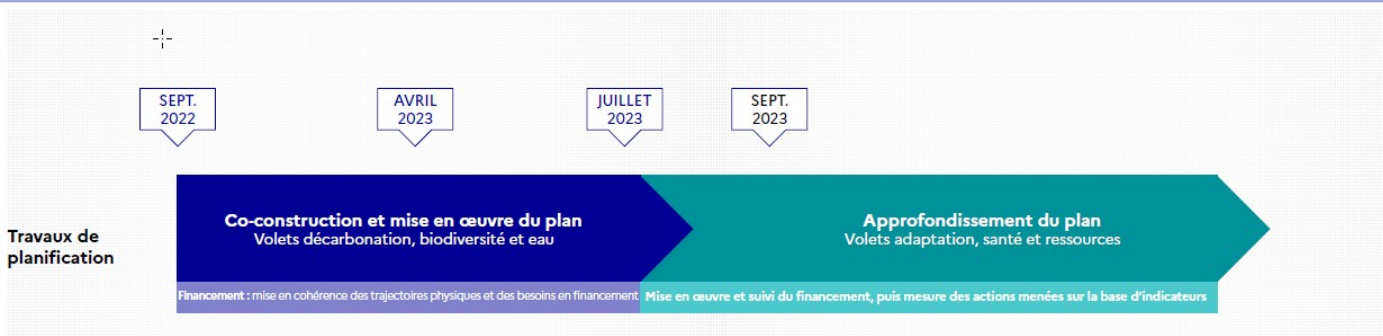 SEPT.
2022
AVRIL
2023
JUILLET
2023
SEPT.
2023
Travaux de
planification
Co-construction et mise en œuvre du plan
Volets décarbonation, biodiversité et eau
Approfondissement du plan
Volets adaptation, santé et ressources
Financement : mise en cohérence des trajectoires physiques et des besoins en financement
Mise en œuvre et suivi du financement, puis mesure des actions menées sur la base d’indicateurs